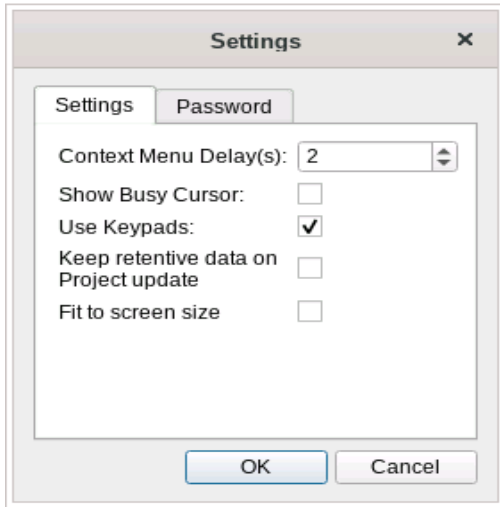 Settings
Settings Password
Context Menu Delay(s): 2
Show Busy Cursor:
Use Keypads:
Keep retentive data on
Project update
Fit to screen size
OK Cancel